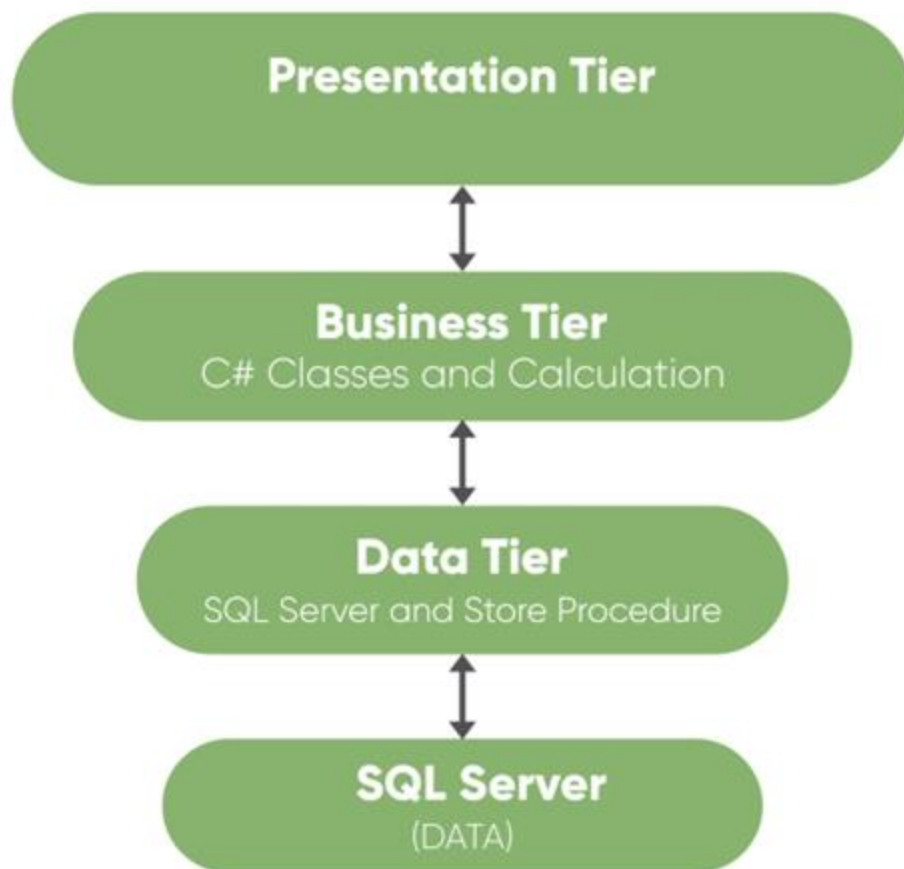 Presentation Tier
Business Tier
C# Classes and Calculation
Data Tier
SQL Server and Store Procedure
SQL Server
(DATA)